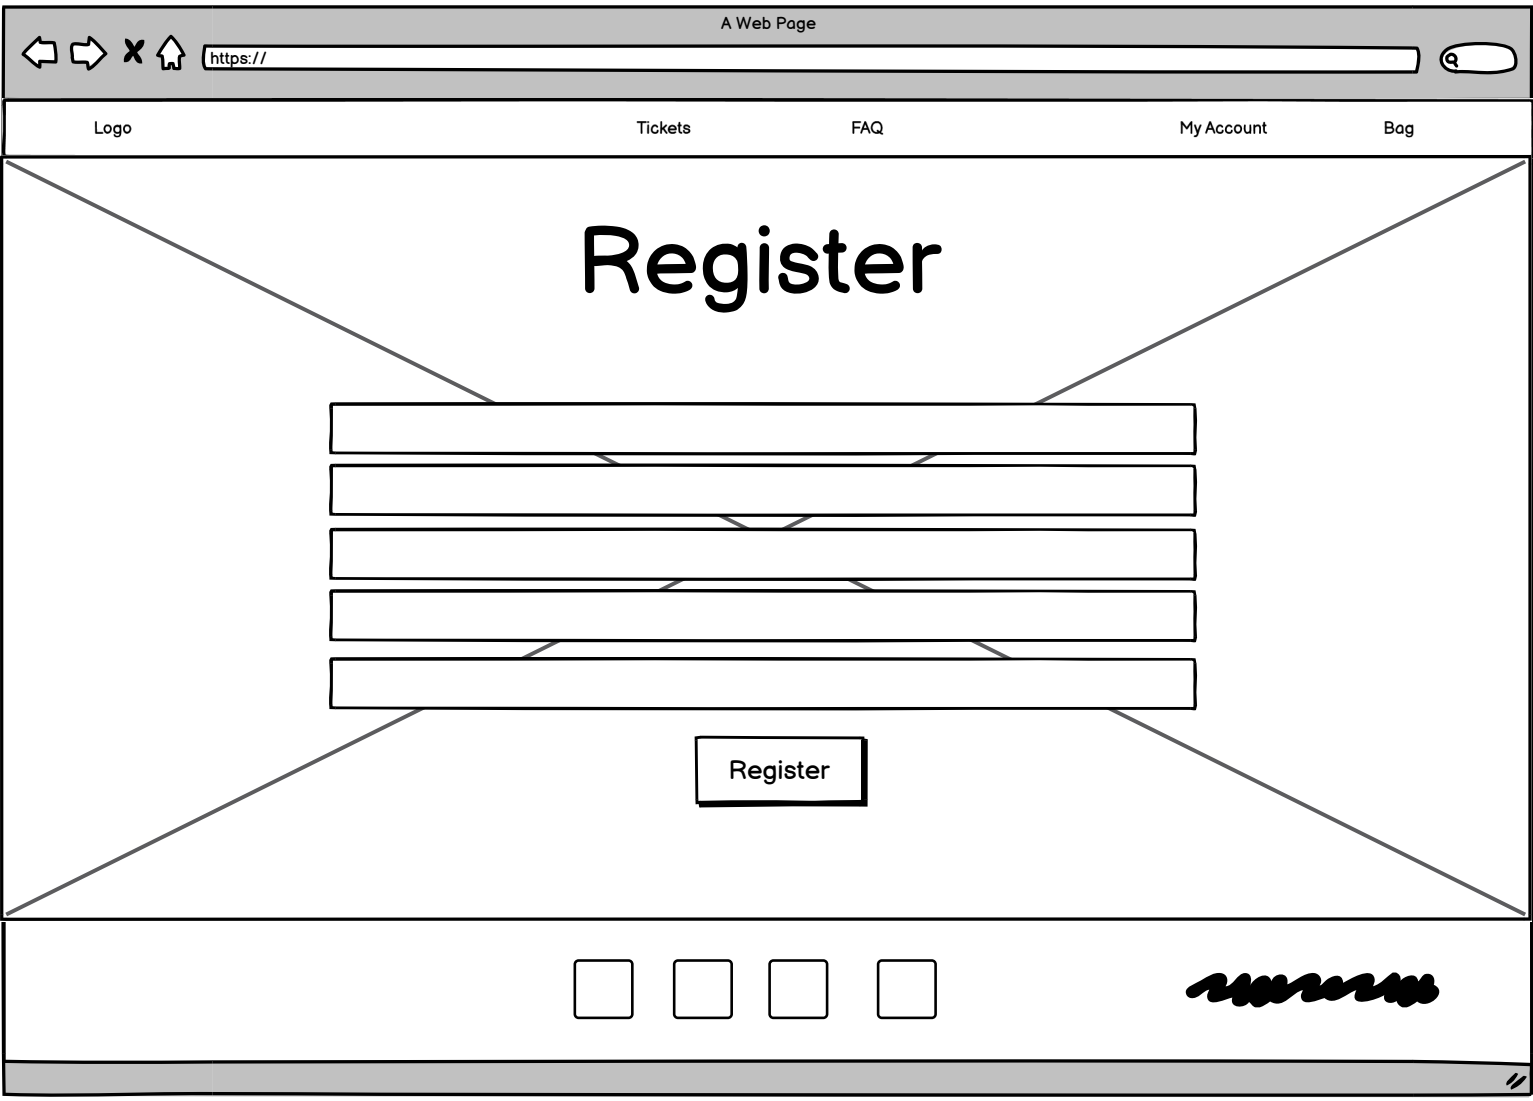 A Web Page
https://
Logo Tickets FAQ My Account Bag
Register
Register